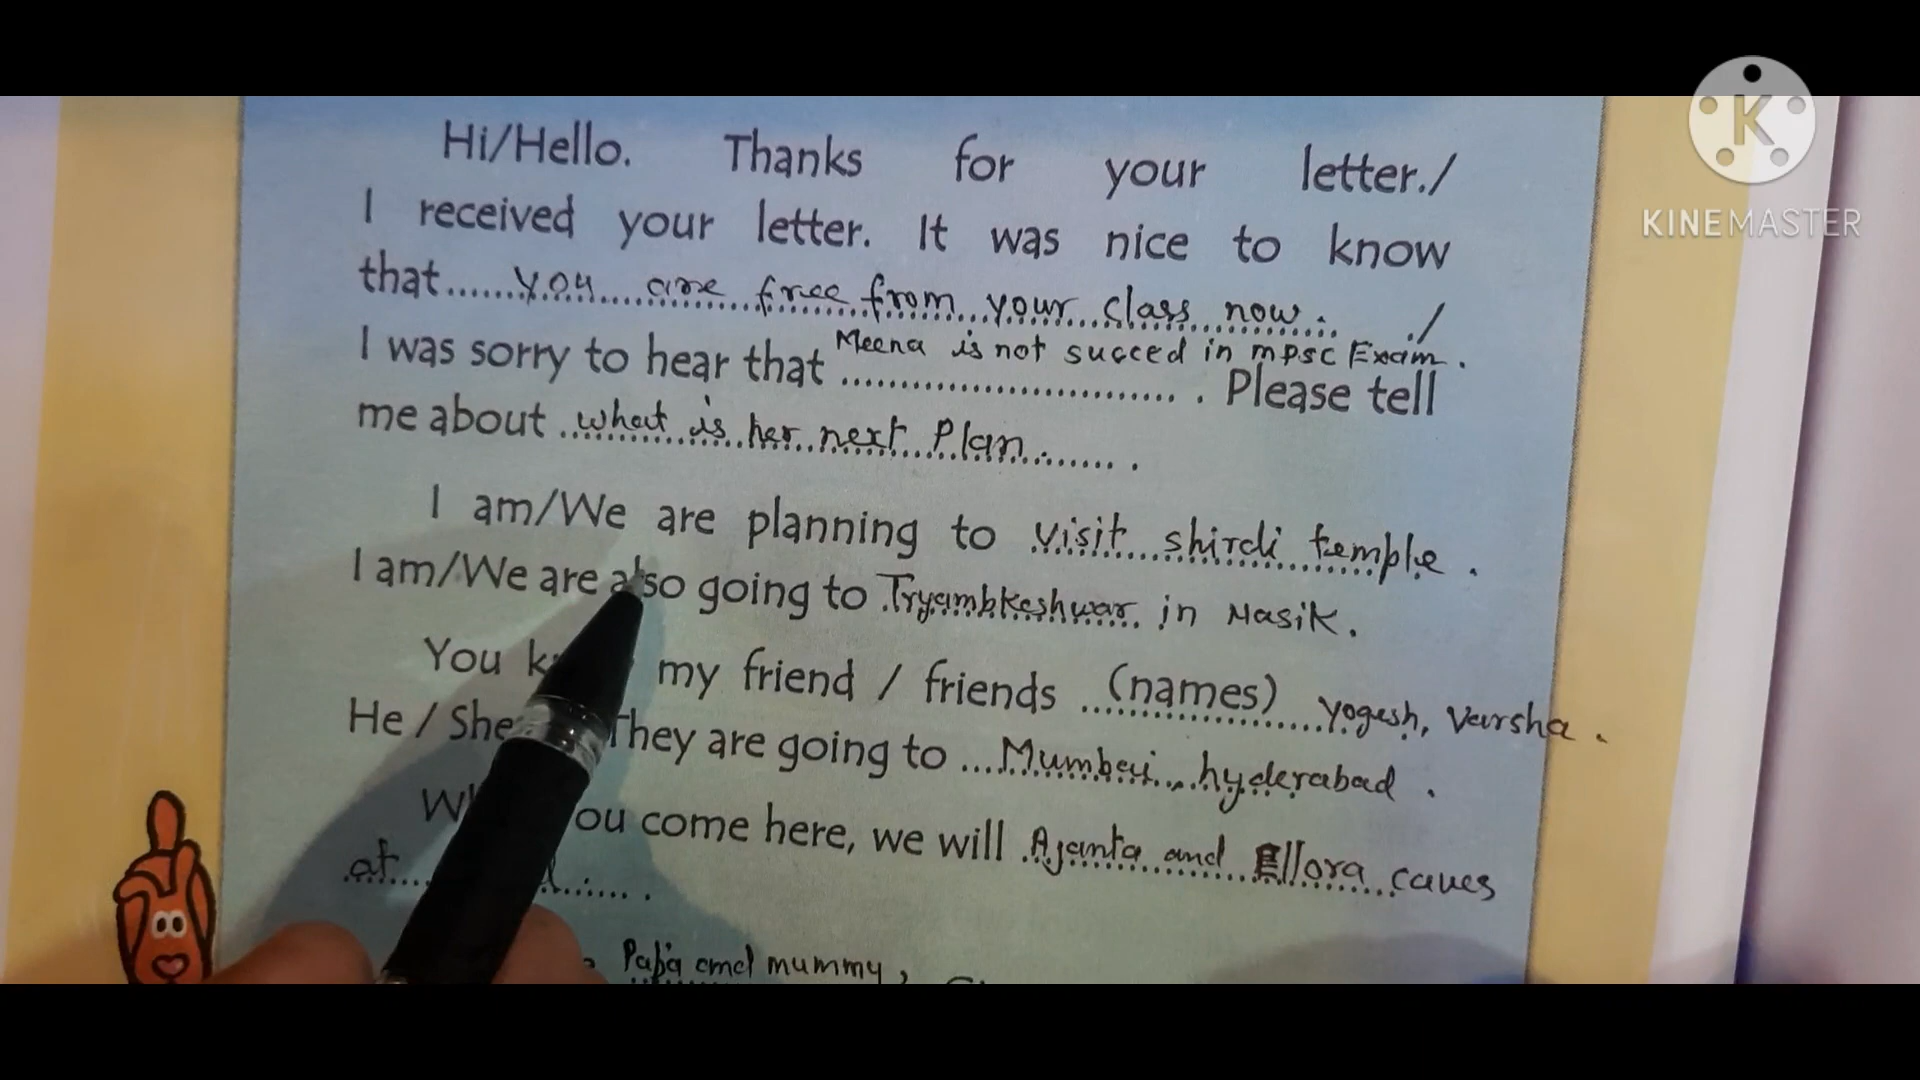 K
KINEMASTER
Hi/Hello. Thanks for your letter./
I received your letter. It was nice to know
that......you are free from your class now. ./
I was sorry to hear that Meena is not succed in mpsc Exam. Please tell
me about what is her next Plan.
I am/We are planning to visit shirdi temple.
I am/We are also going to Tryambkeshwar in Nasik.
You my friend / friends (names) yogesh, Varsha.
He / She They are going to ...Mumbai, hyderabad.
ou come here, we will Ajanta and Ellora caves
at
Papa and mummy,